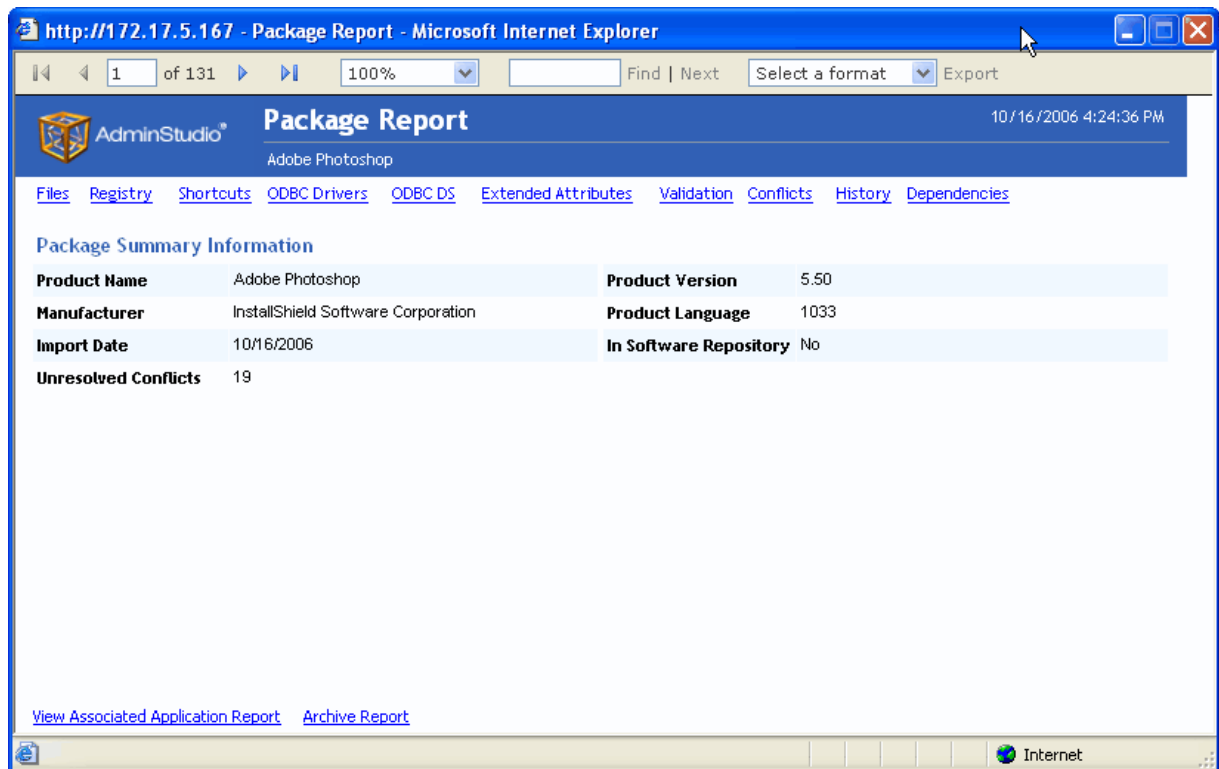 http://172.17.5.167 - Package Report - Microsoft Internet Explorer
1 of 131 100% Find | Next Select a format Export
AdminStudio® Package Report 10/16/2006 4:24:36 PM
Adobe Photoshop
Files Registry Shortcuts ODBC Drivers ODBC DS Extended Attributes Validation Conflicts History Dependencies
Package Summary Information
Product Name Adobe Photoshop Product Version 5.50
Manufacturer InstallShield Software Corporation Product Language 1033
Import Date 10/16/2006 In Software Repository No
Unresolved Conflicts 19
View Associated Application Report Archive Report
Internet